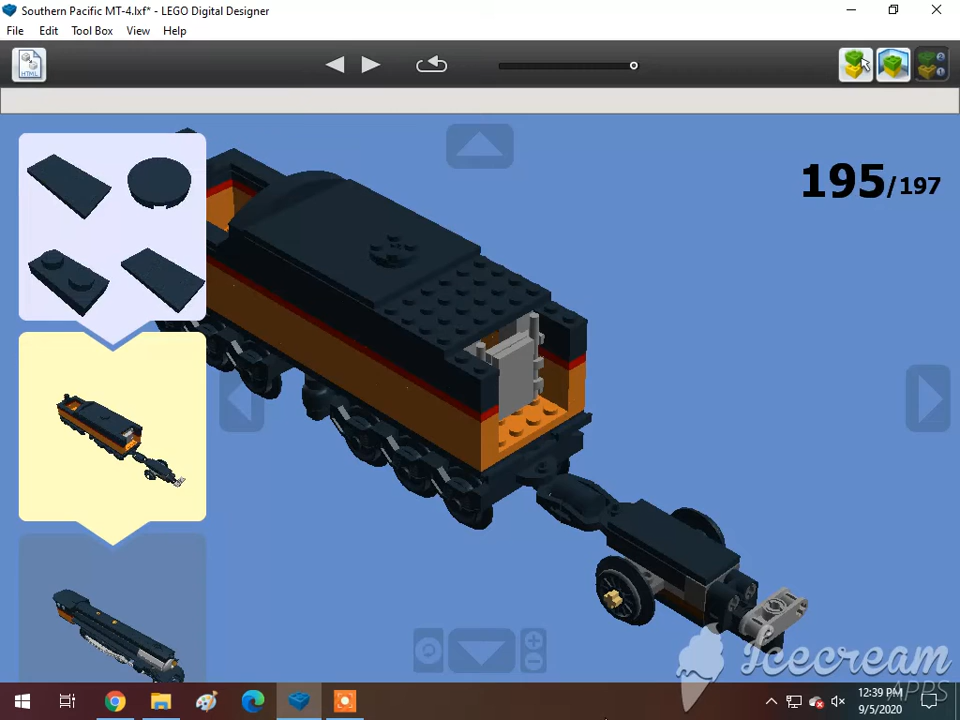 Southern Pacific MT-4.lxf* - LEGO Digital Designer
File Edit Tool Box View Help
HTML
195/197
Icecream
APPS
12:39 PM
9/5/2020